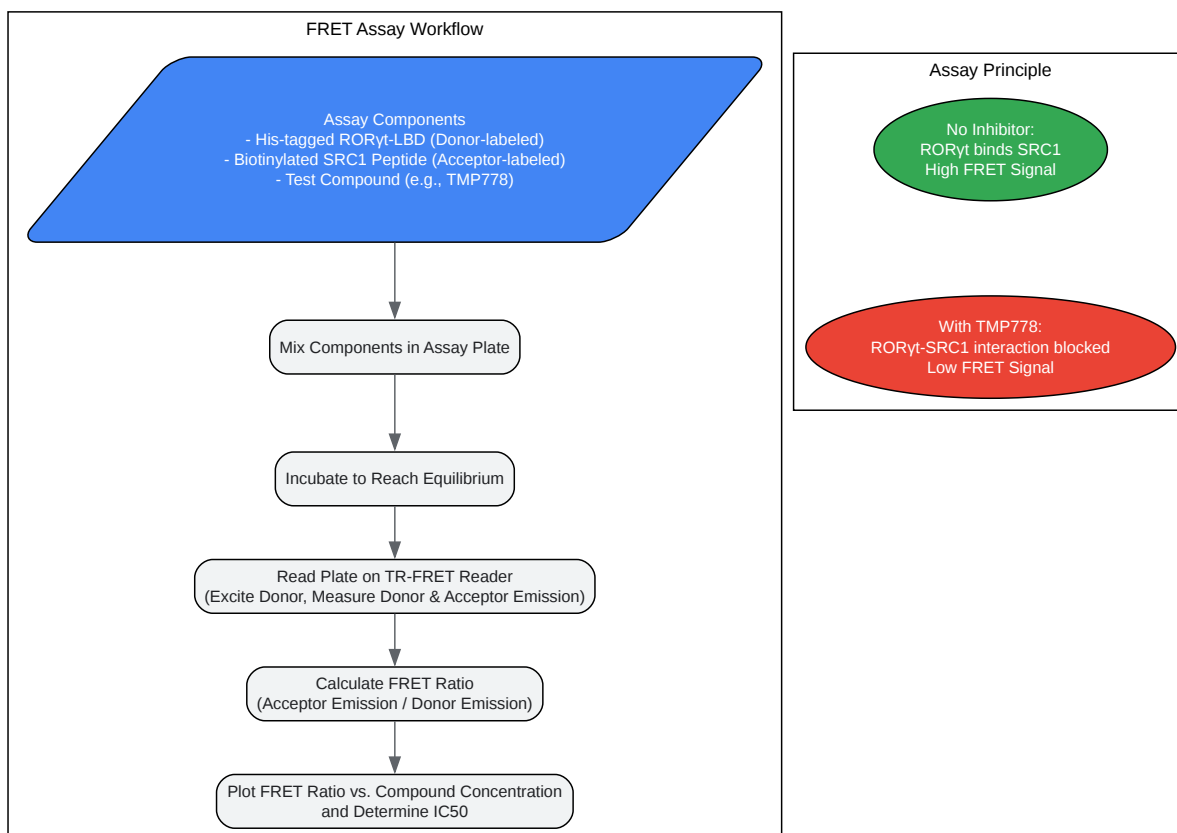 FRET Assay Workflow
Assay Components
- His-tagged RORγt-LBD (Donor-labeled)
- Biotinylated SRC1 Peptide (Acceptor-labeled)
- Test Compound (e.g., TMP778)
Mix Components in Assay Plate
Incubate to Reach Equilibrium
Read Plate on TR-FRET Reader
(Excite Donor, Measure Donor & Acceptor Emission)
Calculate FRET Ratio
(Acceptor Emission / Donor Emission)
Plot FRET Ratio vs. Compound Concentration
and Determine IC50
Assay Principle
No Inhibitor:
RORγt binds SRC1
High FRET Signal
With TMP778:
RORγt-SRC1 interaction blocked
Low FRET Signal